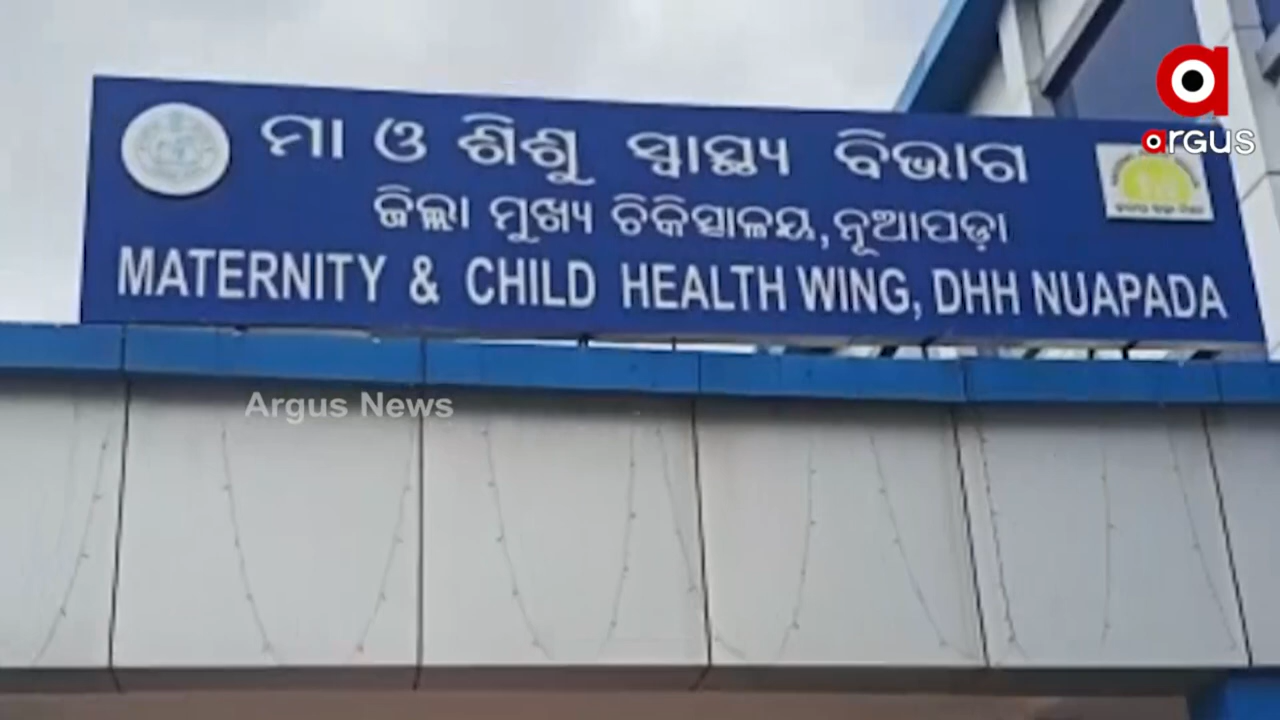 ମା ଓ ଶିଶୁ ସ୍ୱାସ୍ଥ୍ୟ ବିଭାଗ
ଜିଲ୍ଲା ମୁଖ୍ୟ ଚିକିତ୍ସାଳୟ, ନୂଆପଡ଼ା
MATERNITY & CHILD HEALTH WING, DHH NUAPADA
argus
Argus News